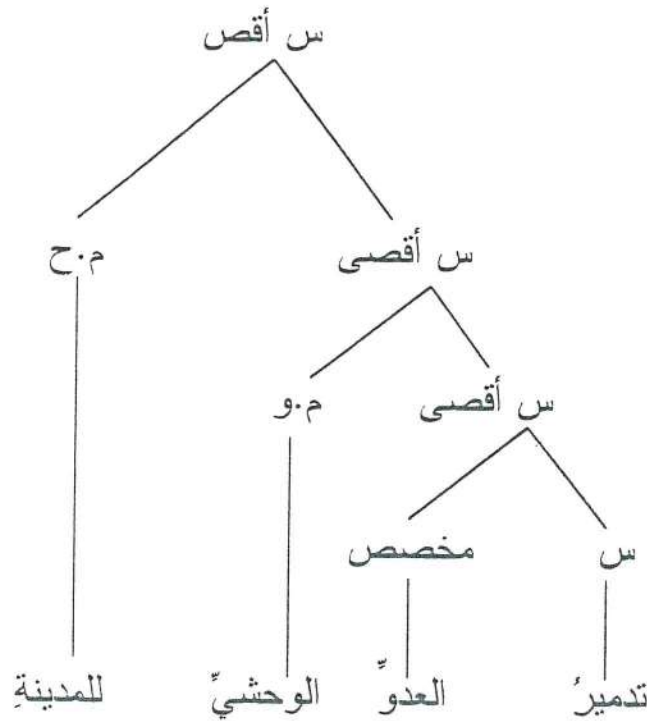 س أقص
س أقصى م.ح
س أقصى م.و
س مخصص
تدميرُ العدوِّ الوحشيِّ للمدينةِ